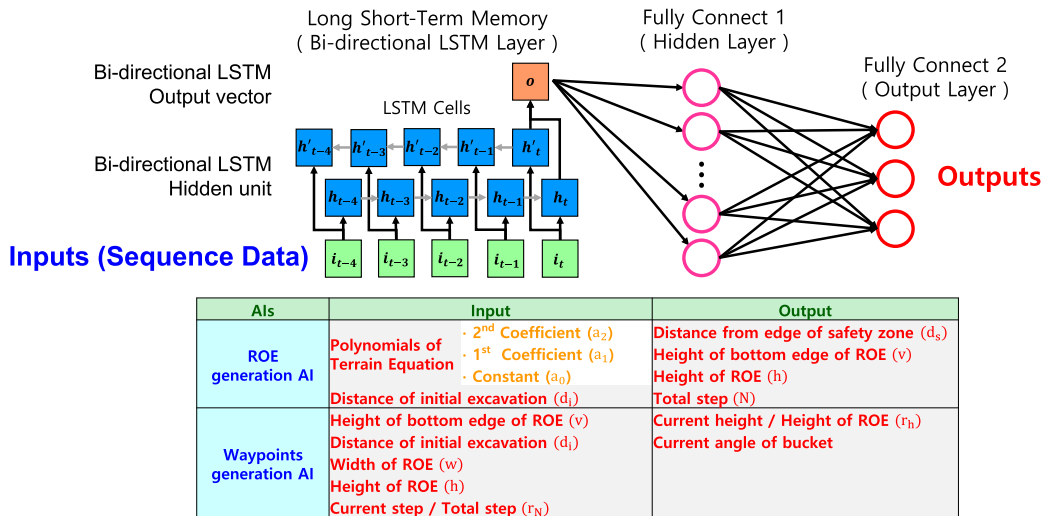 Long Short-Term Memory
( Bi-directional LSTM Layer )
Fully Connect 1
( Hidden Layer )
Fully Connect 2
( Output Layer )
Bi-directional LSTM
Output vector
o
LSTM Cells
h'ₜ₋₄ h'ₜ₋₃ h'ₜ₋₂ h'ₜ₋₁ h'ₜ
Bi-directional LSTM
Hidden unit
hₜ₋₄ hₜ₋₃ hₜ₋₂ hₜ₋₁ hₜ
Outputs
Inputs (Sequence Data)
iₜ₋₄ iₜ₋₃ iₜ₋₂ iₜ₋₁ iₜ
AIs Input Output
ROE
generation AI
Polynomials of
Terrain Equation
· 2nd Coefficient (a₂)
· 1st Coefficient (a₁)
· Constant (a₀)
Distance of initial excavation (dᵢ)
Distance from edge of safety zone (dₛ)
Height of bottom edge of ROE (v)
Height of ROE (h)
Total step (N)
Waypoints
generation AI
Height of bottom edge of ROE (v)
Distance of initial excavation (dᵢ)
Width of ROE (w)
Height of ROE (h)
Current step / Total step (r_N)
Current height / Height of ROE (rₕ)
Current angle of bucket